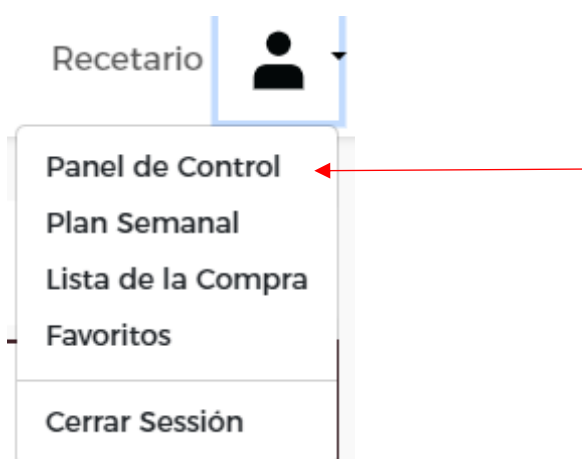 Recetario
Panel de Control
Plan Semanal
Lista de la Compra
Favoritos
Cerrar Sessión